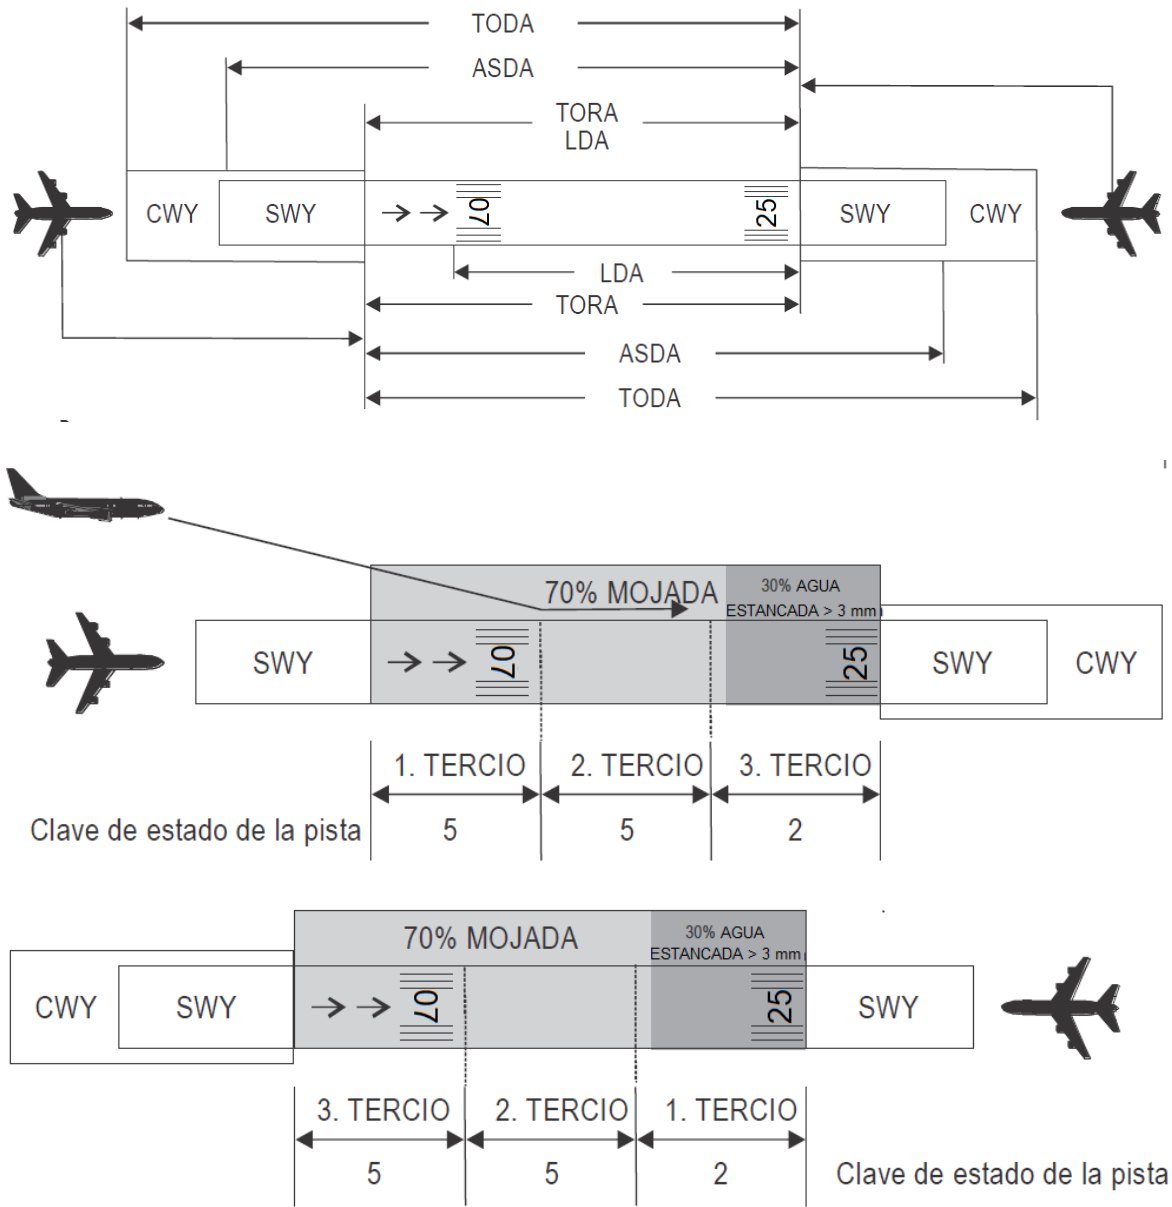 TODA
ASDA
TORA
LDA
CWY SWY 07 25 SWY CWY
LDA
TORA
ASDA
TODA
70% MOJADA 30% AGUA
ESTANCADA > 3 mm
SWY 07 25 SWY CWY
1. TERCIO 2. TERCIO 3. TERCIO
Clave de estado de la pista 5 5 2
70% MOJADA 30% AGUA
ESTANCADA > 3 mm
CWY SWY 07 25 SWY
3. TERCIO 2. TERCIO 1. TERCIO
5 5 2 Clave de estado de la pista